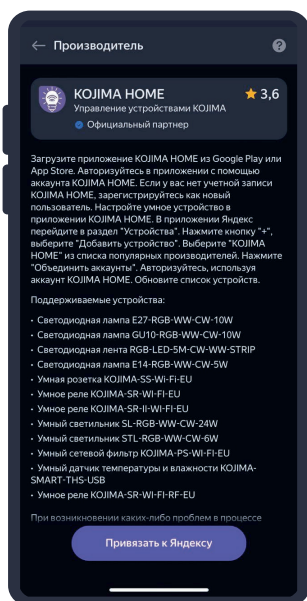 ← Производитель
KOJIMA HOME ★ 3,6
Управление устройствами KOJIMA
Официальный партнер
Загрузите приложение KOJIMA HOME из Google Play или
App Store. Авторизуйтесь в приложении с помощью
аккаунта KOJIMA HOME. Если у вас нет учетной записи
KOJIMA HOME, зарегистрируйтесь как новый
пользователь. Настройте умное устройство в
приложении KOJIMA HOME. В приложении Яндекс
перейдите в раздел "Устройства". Нажмите кнопку "+",
выберите "Добавить устройство". Выберите "KOJIMA
HOME" из списка популярных производителей. Нажмите
"Объединить аккаунты". Авторизуйтесь, используя
аккаунт KOJIMA HOME. Обновите список устройств.
Поддерживаемые устройства:
• Светодиодная лампа E27-RGB-WW-CW-10W
• Светодиодная лампа GU10-RGB-WW-CW-10W
• Светодиодная лента RGB-LED-5M-CW-WW-STRIP
• Светодиодная лампа E14-RGB-WW-CW-5W
• Умная розетка KOJIMA-SS-Wi-Fi-EU
• Умное реле KOJIMA-SR-WI-FI-EU
• Умное реле KOJIMA-SR-II-WI-FI-EU
• Умный светильник SL-RGB-WW-CW-24W
• Умный светильник STL-RGB-WW-CW-6W
• Умный сетевой фильтр KOJIMA-PS-WI-FI-EU
• Умный датчик температуры и влажности KOJIMA-
SMART-THS-USB
• Умное реле KOJIMA-SR-WI-FI-RF-EU
При возникновении каких-либо проблем в процессе
Привязать к Яндексу